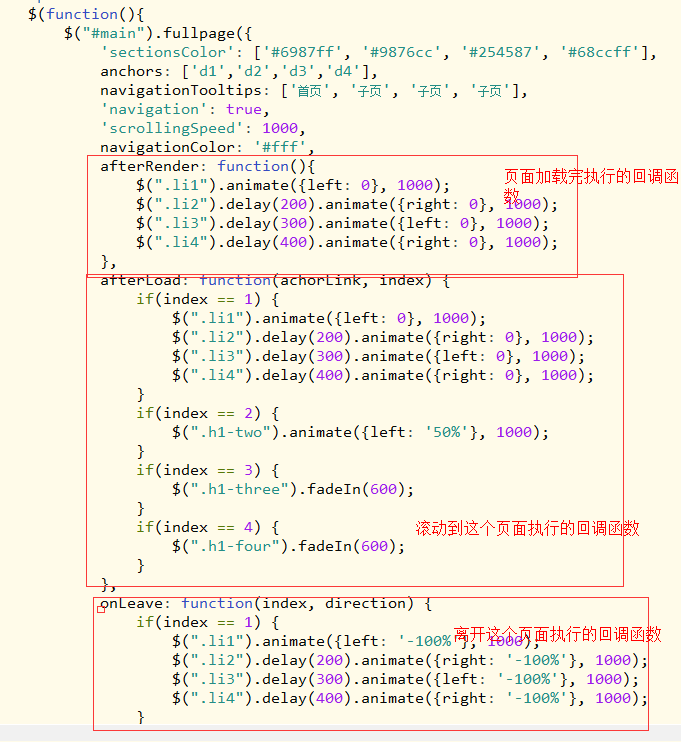 $(function(){
$("#main").fullpage({
'sectionsColor': ['#6987ff', '#9876cc', '#254587', '#68ccff'],
anchors: ['d1','d2','d3','d4'],
navigationTooltips: ['首页', '子页', '子页', '子页'],
'navigation': true,
'scrollingSpeed': 1000,
navigationColor: '#fff',
afterRender: function(){
页面加载完执行的回调函
数
$(".li1").animate({left: 0}, 1000);
$(".li2").delay(200).animate({right: 0}, 1000);
$(".li3").delay(300).animate({left: 0}, 1000);
$(".li4").delay(400).animate({right: 0}, 1000);
},
afterLoad: function(achorLink, index) {
if(index == 1) {
$(".li1").animate({left: 0}, 1000);
$(".li2").delay(200).animate({right: 0}, 1000);
$(".li3").delay(300).animate({left: 0}, 1000);
$(".li4").delay(400).animate({right: 0}, 1000);
}
if(index == 2) {
$(".h1-two").animate({left: '50%'}, 1000);
}
if(index == 3) {
$(".h1-three").fadeIn(600);
}
if(index == 4) {
滚动到这个页面执行的回调函数
$(".h1-four").fadeIn(600);
}
},
onLeave: function(index, direction) {
if(index == 1) {
离开这个页面执行的回调函数
$(".li1").animate({left: '-100%'}, 1000);
$(".li2").delay(200).animate({right: '-100%'}, 1000);
$(".li3").delay(300).animate({left: '-100%'}, 1000);
$(".li4").delay(400).animate({right: '-100%'}, 1000);
}